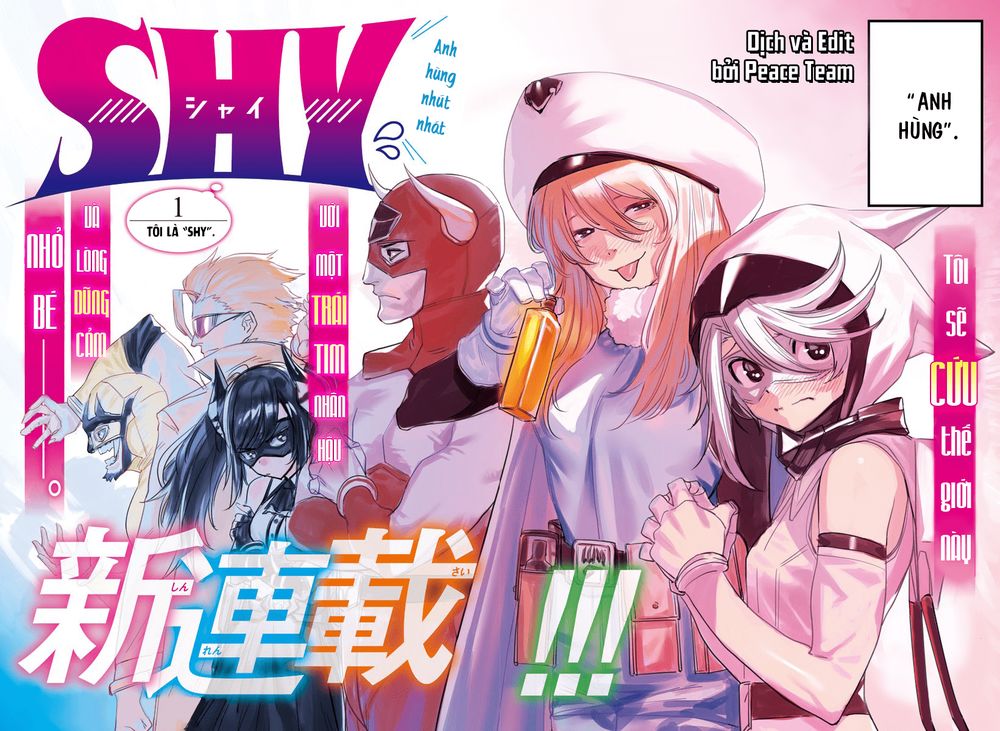 SHY
シャイ
Anh
hùng
nhút
nhát
Dịch và Edit
bởi Peace Team
"ANH
HÙNG".
1
TÔI LÀ "SHY".
Tôi
sẽ
CỨU
thế
giới
này
VỚI
MỘT
TRÁI
TIM
NHÂN
HẬU
VÀ
LÒNG
DŨNG
CẢM
NHỎ
BÉ
——。
新連載!!!
しん
れん
さい